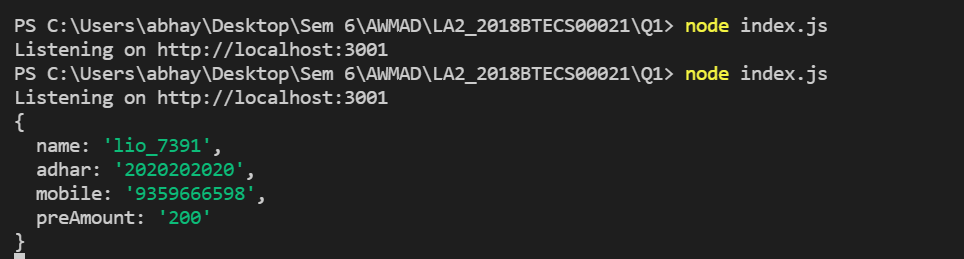 PS C:\Users\abhay\Desktop\Sem 6\AWMAD\LA2_2018BTECS00021\Q1> node index.js
Listening on http://localhost:3001
PS C:\Users\abhay\Desktop\Sem 6\AWMAD\LA2_2018BTECS00021\Q1> node index.js
Listening on http://localhost:3001
{
  name: 'lio_7391',
  adhar: '2020202020',
  mobile: '9359666598',
  preAmount: '200'
}